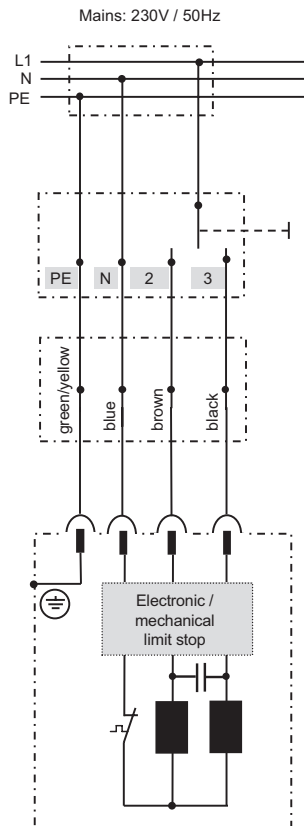 Mains: 230V / 50Hz
L1
N
PE
PE N 2 3
green/yellow
blue
brown
black
Electronic /
mechanical
limit stop